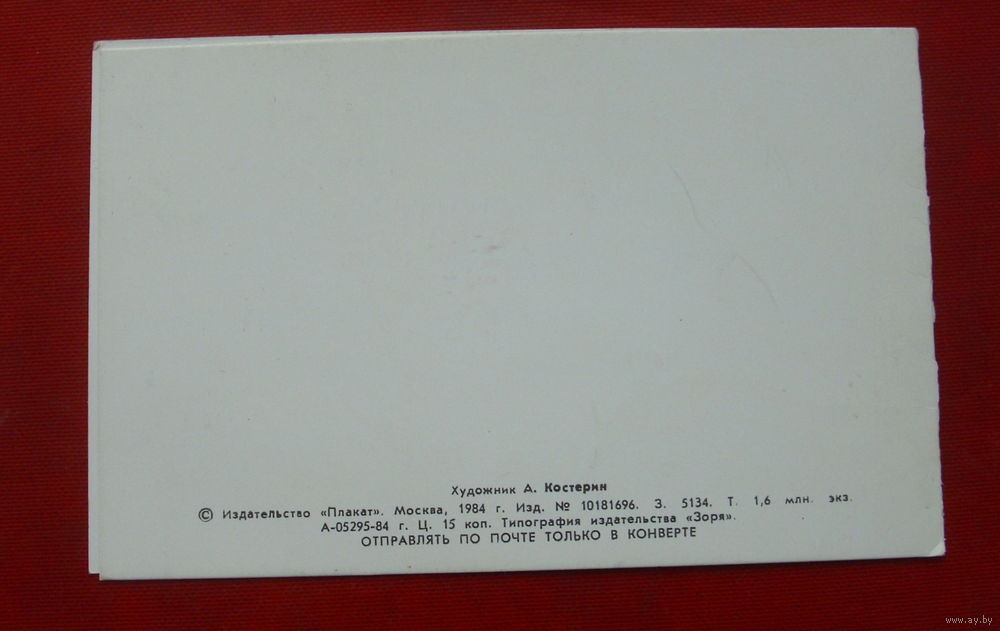 Художник А. Костерин
© Издательство «Плакат». Москва, 1984 г. Изд. № 10181696. З. 5134. Т. 1,6 млн. экз.
А-05295-84 г. Ц. 15 коп. Типография издательства «Зоря».
ОТПРАВЛЯТЬ ПО ПОЧТЕ ТОЛЬКО В КОНВЕРТЕ
www.ay.by